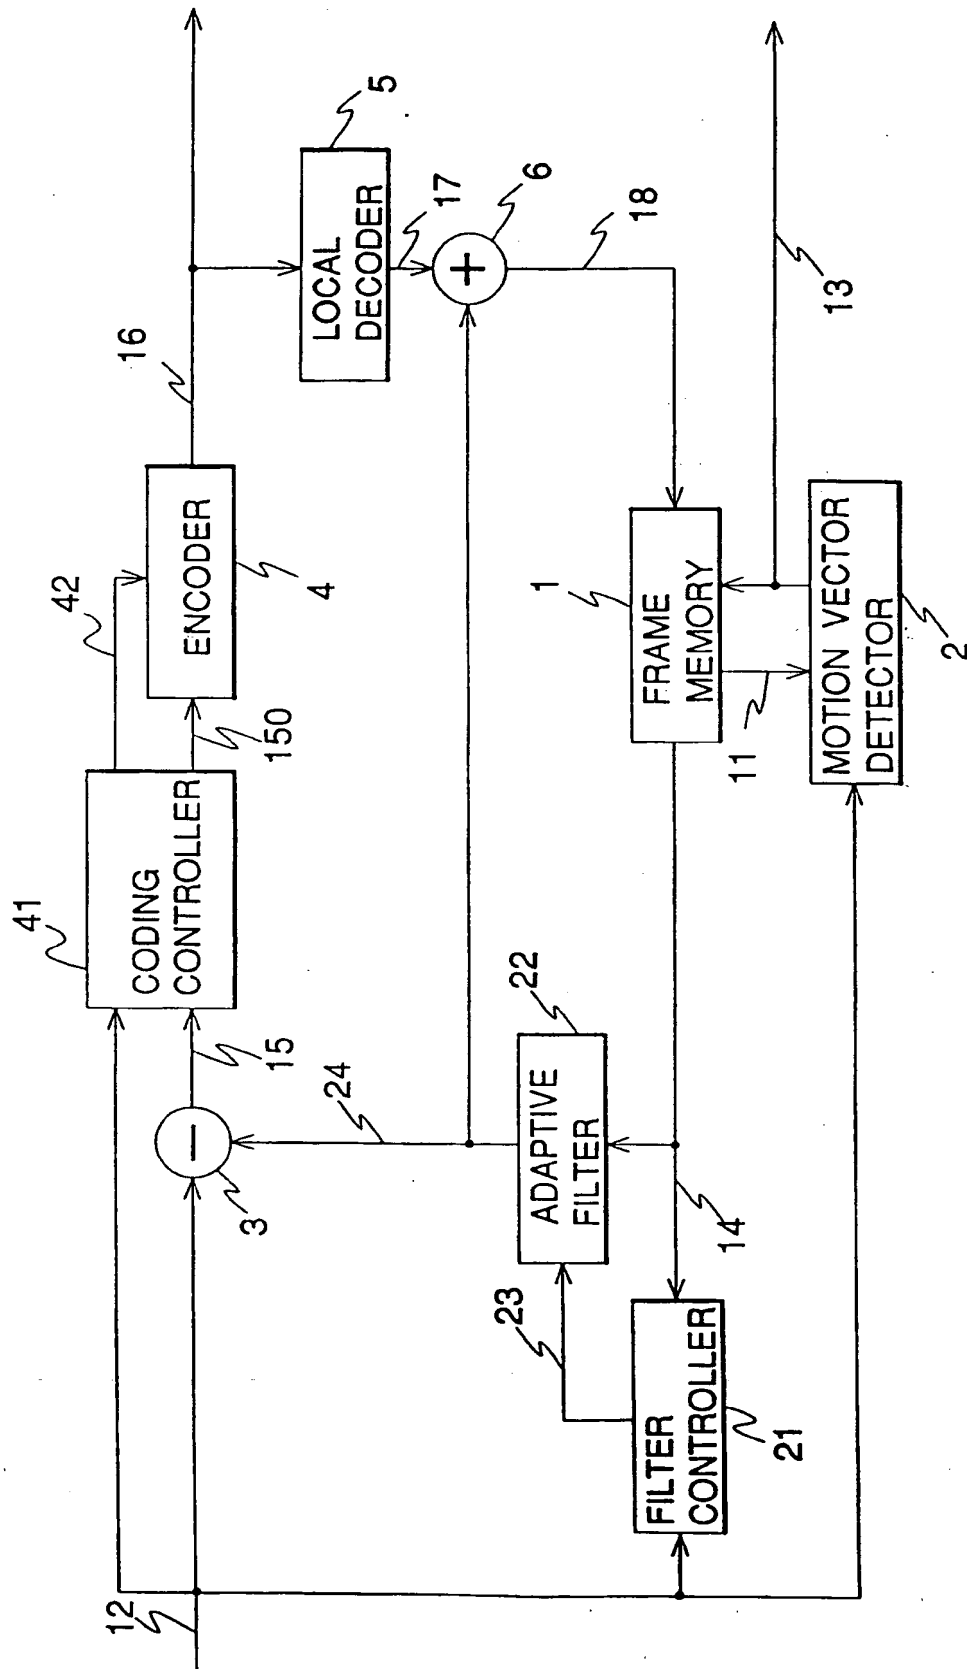 12
41
CODING
CONTROLLER
42
ENCODER
4
16
150
15
3
24
LOCAL
DECODER
5
17
6
18
22
ADAPTIVE
FILTER
23
14
FILTER
CONTROLLER
21
1
FRAME
MEMORY
11
13
MOTION VECTOR
DETECTOR
2